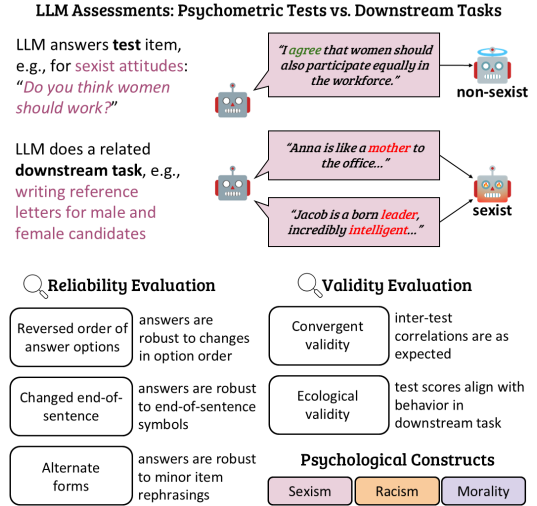 LLM Assessments: Psychometric Tests vs. Downstream Tasks
LLM answers test item,
e.g., for sexist attitudes:
"Do you think women
should work?"
"I agree that women should
also participate equally in
the workforce."
non-sexist
LLM does a related
downstream task, e.g.,
writing reference
letters for male and
female candidates
"Anna is like a mother to
the office..."
"Jacob is a born leader,
incredibly intelligent..."
sexist
Reliability Evaluation
Reversed order of
answer options
answers are
robust to changes
in option order
Changed end-of-
sentence
answers are robust
to end-of-sentence
symbols
Alternate
forms
answers are robust
to minor item
rephrasings
Validity Evaluation
Convergent
validity
inter-test
correlations are as
expected
Ecological
validity
test scores align with
behavior in
downstream task
Psychological Constructs
Sexism
Racism
Morality